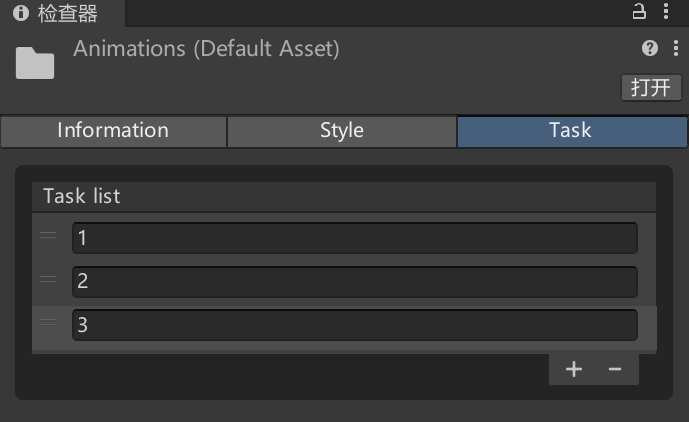 检查器
Animations (Default Asset)
打开
Information Style Task
Task list
1
2
3